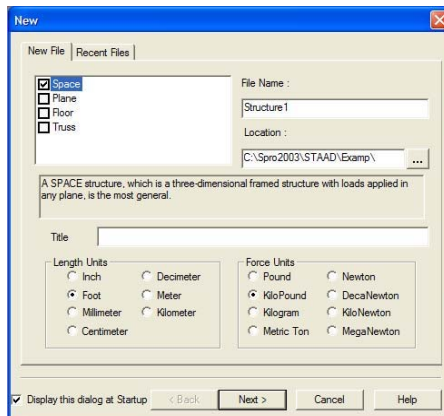 New
New File
Recent Files
Space
Plane
Floor
Truss
File Name :
Structure1
Location :
C:\Spro2003\STAAD\Examp\
...
A SPACE structure, which is a three-dimensional framed structure with loads applied in
any plane, is the most general.
Title
Length Units
Inch
Decimeter
Foot
Meter
Millimeter
Kilometer
Centimeter
Force Units
Pound
Newton
KiloPound
DecaNewton
Kilogram
KiloNewton
Metric Ton
MegaNewton
Display this dialog at Startup
< Back
Next >
Cancel
Help